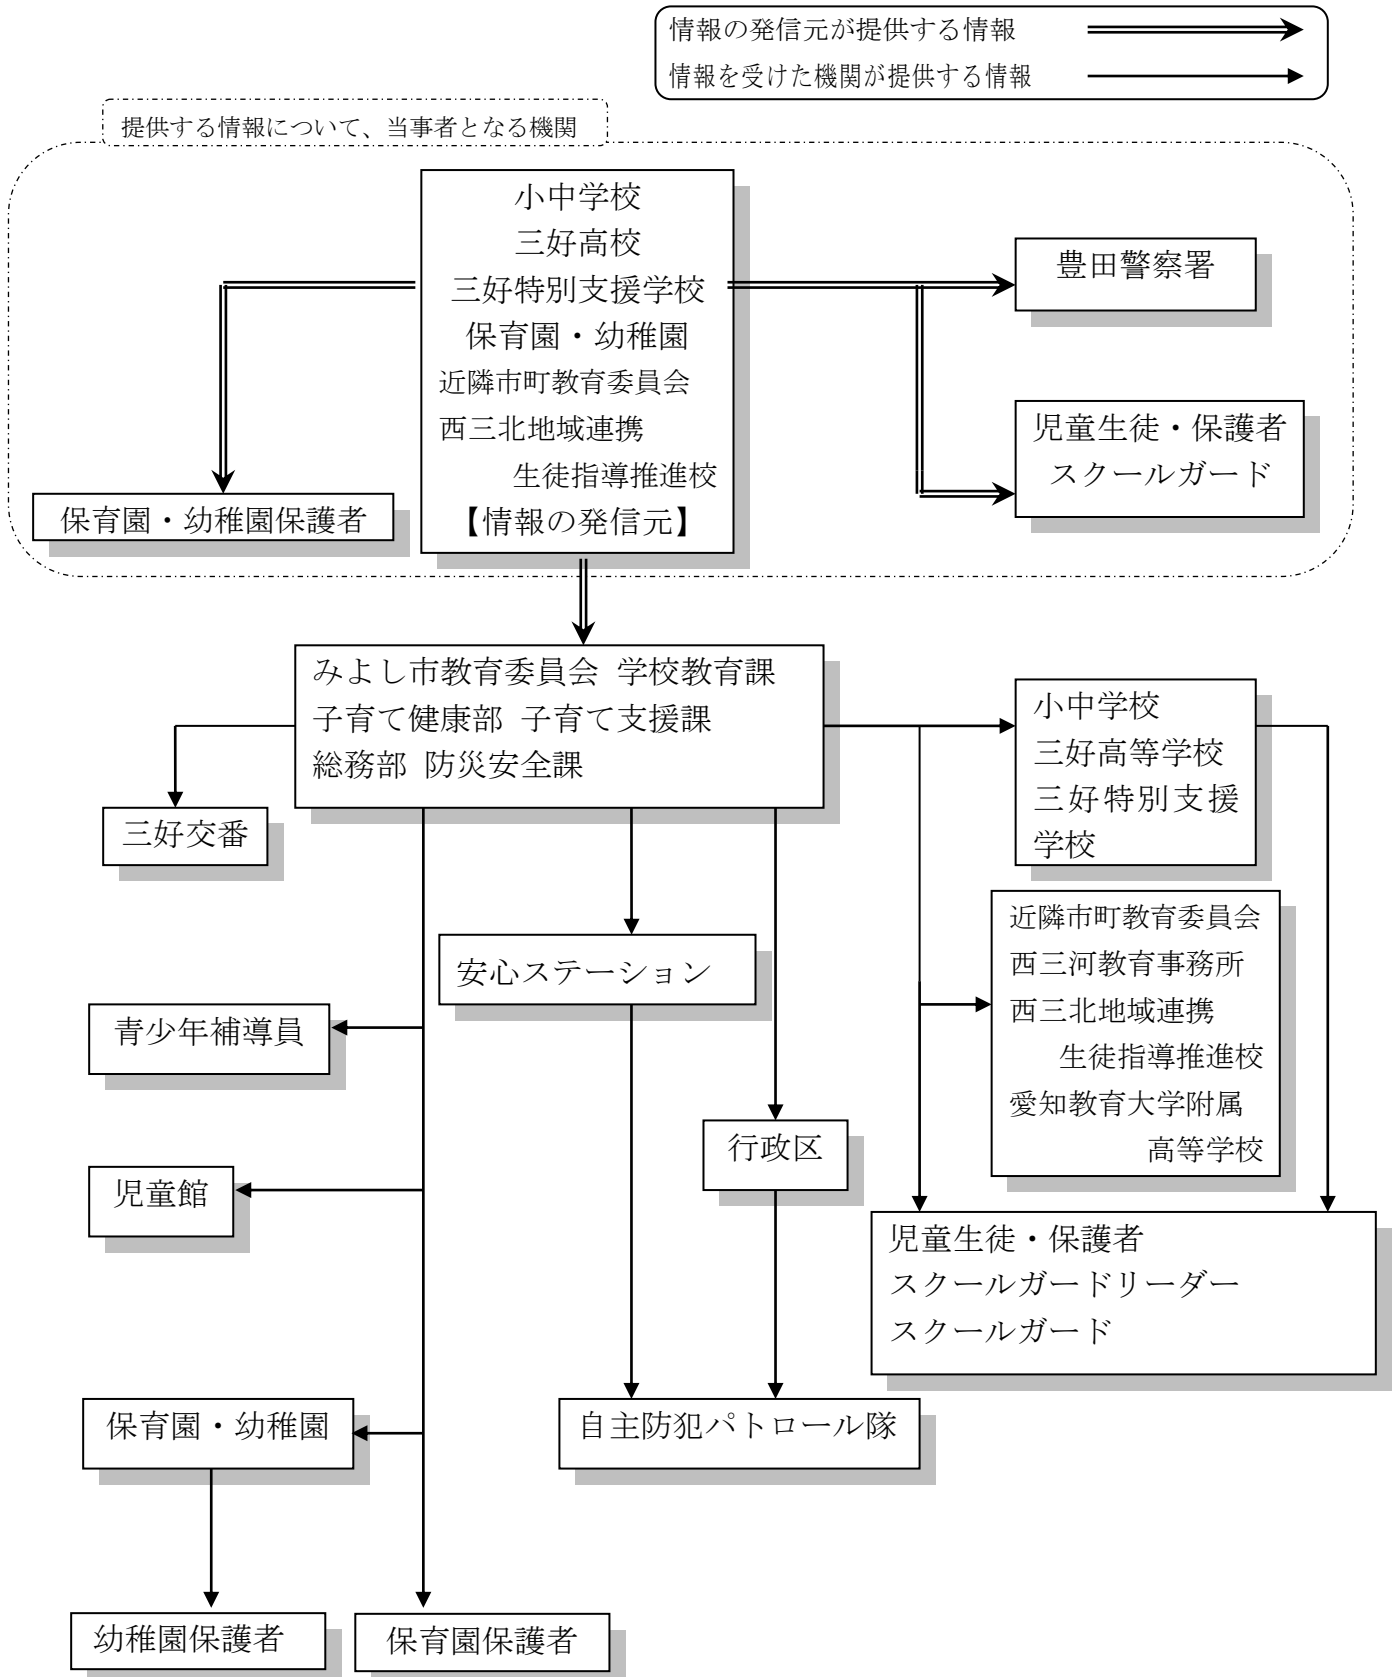 情報の発信元が提供する情報
情報を受けた機関が提供する情報
提供する情報について、当事者となる機関
小中学校
三好高校
三好特別支援学校
保育園・幼稚園
近隣市町教育委員会
西三北地域連携
生徒指導推進校
【情報の発信元】
豊田警察署
児童生徒・保護者
スクールガード
保育園・幼稚園保護者
みよし市教育委員会 学校教育課
子育て健康部 子育て支援課
総務部 防災安全課
小中学校
三好高等学校
三好特別支援
学校
三好交番
近隣市町教育委員会
西三河教育事務所
西三北地域連携
生徒指導推進校
愛知教育大学附属
高等学校
安心ステーション
青少年補導員
行政区
児童館
児童生徒・保護者
スクールガードリーダー
スクールガード
保育園・幼稚園
自主防犯パトロール隊
幼稚園保護者
保育園保護者